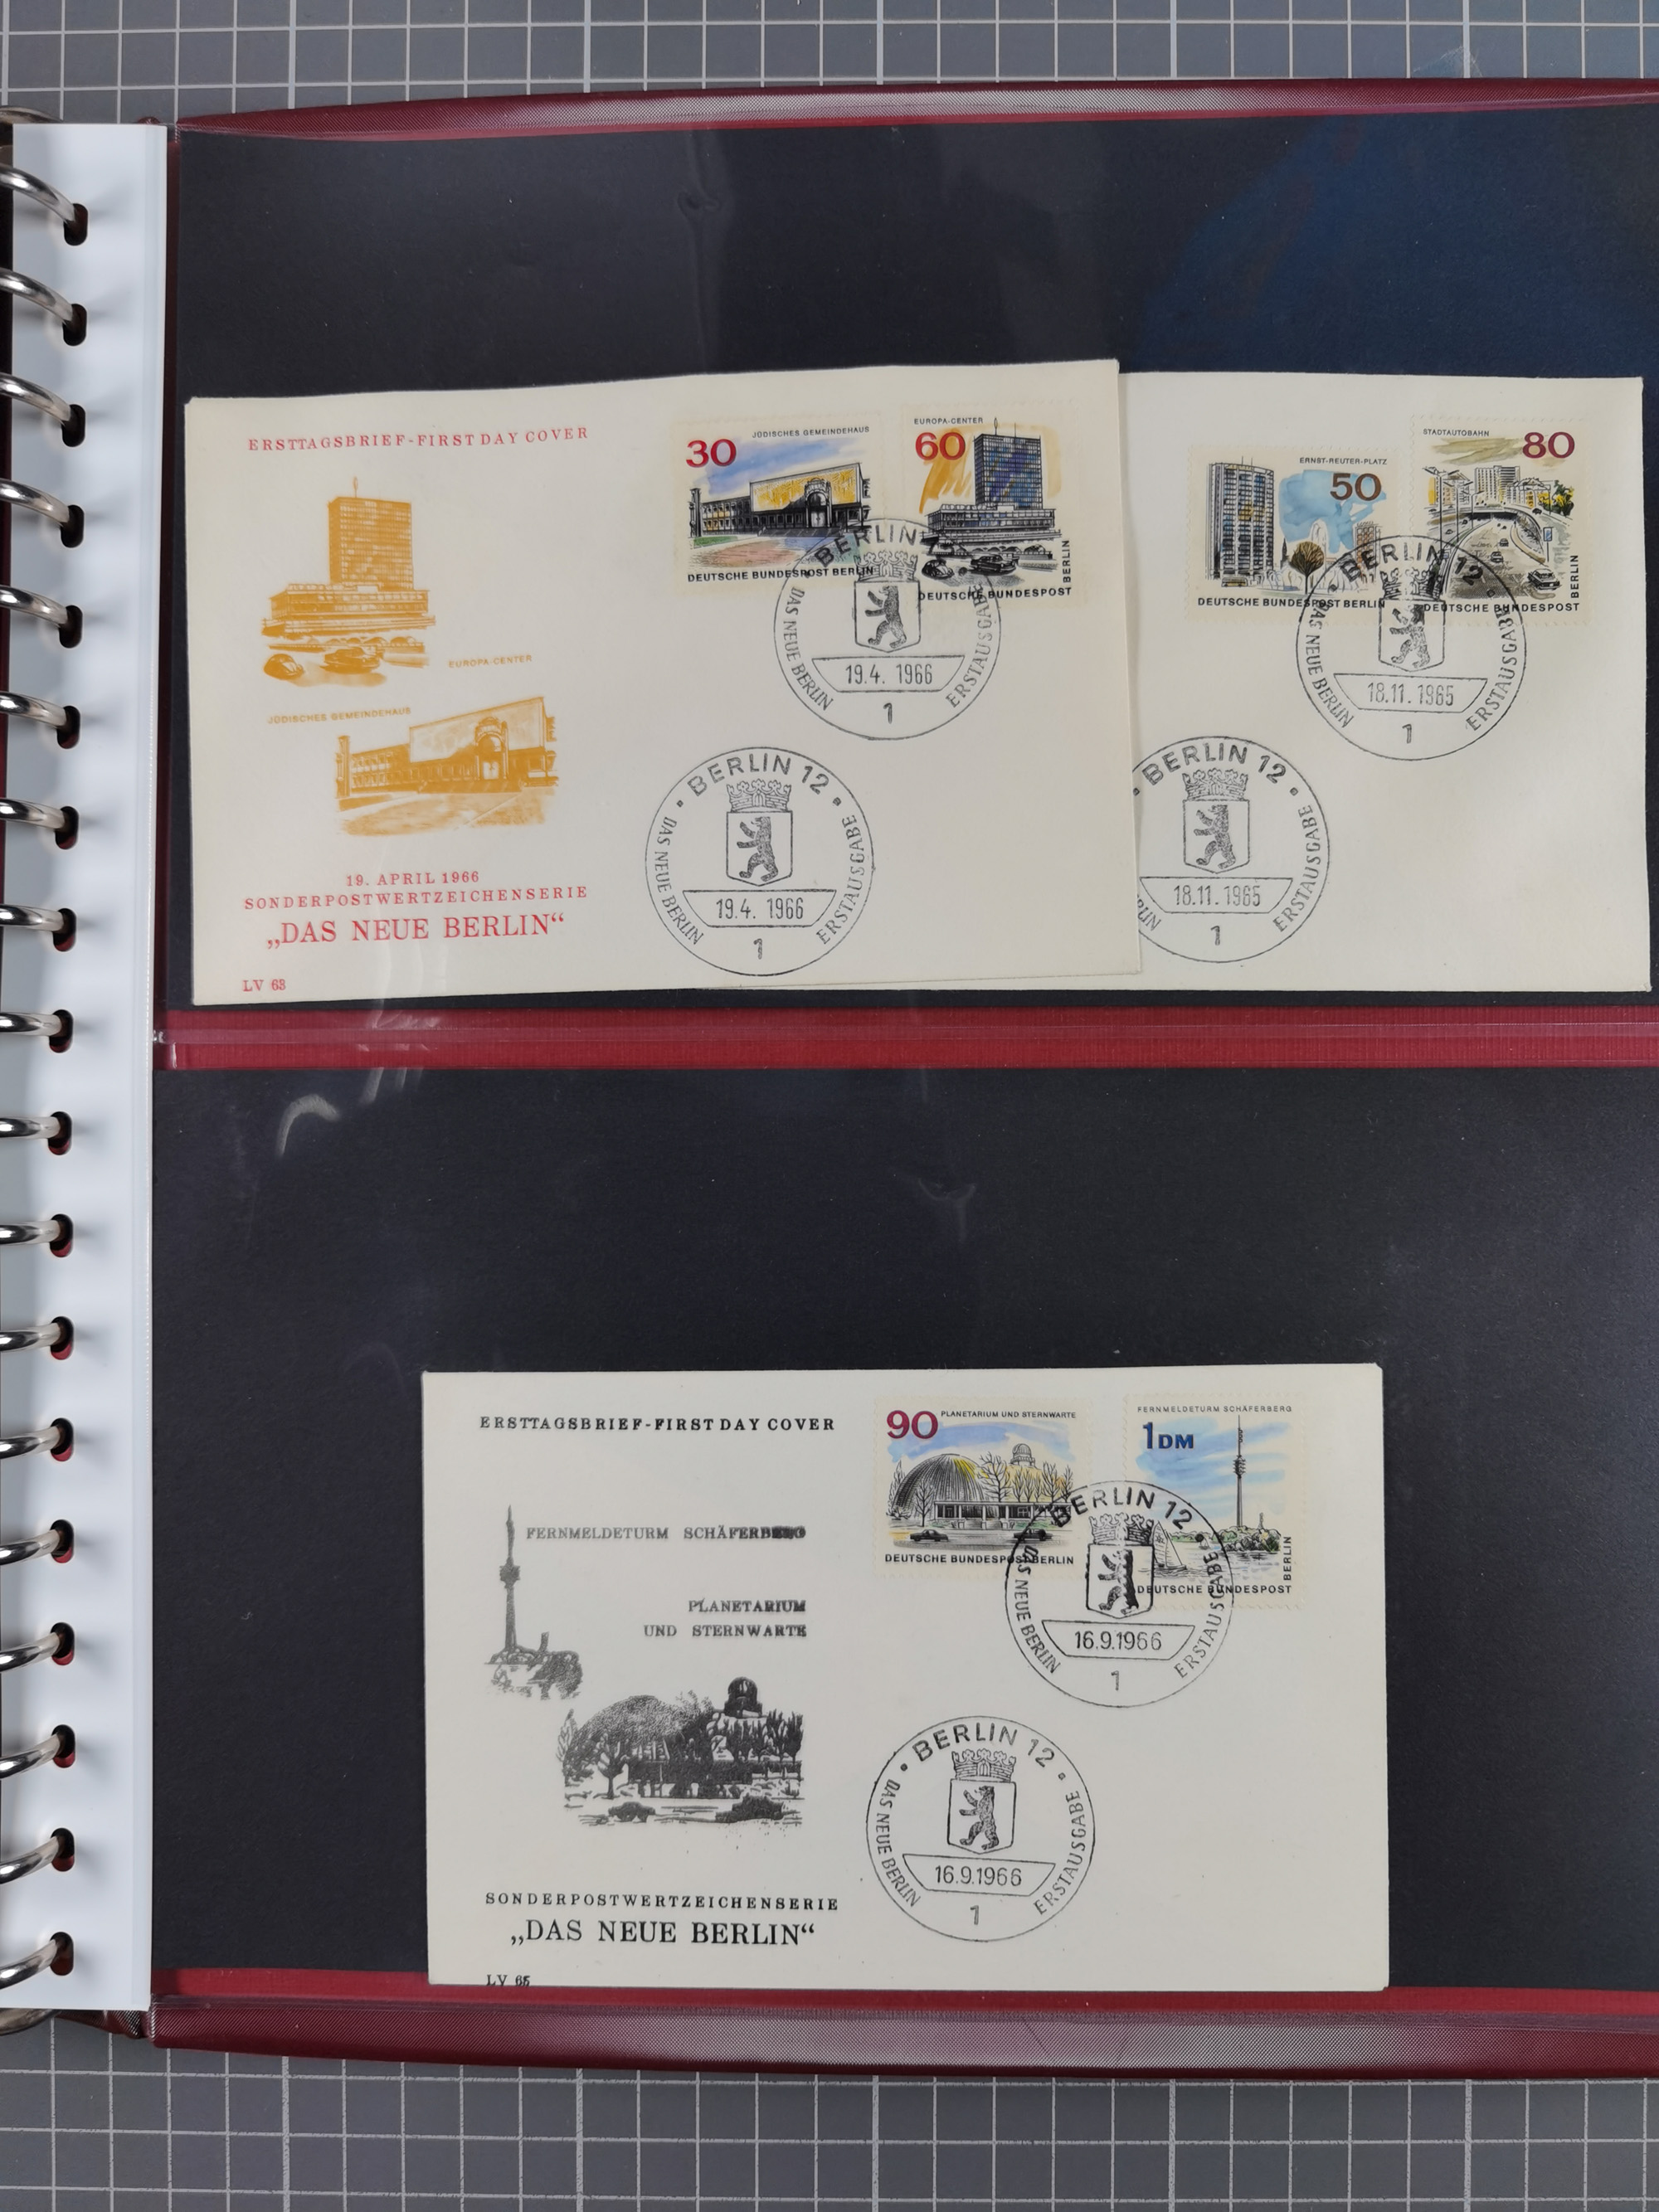 ERSTTAGSBRIEF-FIRST DAY COVER
EUROPA-CENTER
JÜDISCHES GEMEINDEHAUS
19. APRIL 1966
SONDERPOSTWERTZEICHENSERIE
„DAS NEUE BERLIN“
LV 63
30
JÜDISCHES GEMEINDEHAUS
DEUTSCHE BUNDESPOST BERLIN
EUROPA-CENTER
60
DEUTSCHE BUNDESPOST
BERLIN
BERLIN 12
DAS NEUE BERLIN
ERSTAUSGABE
19.4. 1966
1
BERLIN 12
DAS NEUE BERLIN
ERSTAUSGABE
19.4. 1966
1
ERNST-REUTER-PLATZ
50
DEUTSCHE BUNDESPOST BERLIN
STADTAUTOBAHN
80
DEUTSCHE BUNDESPOST
BERLIN
BERLIN 12
DAS NEUE BERLIN
ERSTAUSGABE
18.11. 1965
1
BERLIN 12
ERSTAUSGABE
18.11. 1965
1
ERSTTAGSBRIEF-FIRST DAY COVER
FERNMELDETURM SCHÄFERBERG
PLANETARIUM
UND STERNWARTE
SONDERPOSTWERTZEICHENSERIE
„DAS NEUE BERLIN“
LV 65
90
PLANETARIUM UND STERNWARTE
DEUTSCHE BUNDESPOST BERLIN
FERNMELDETURM SCHÄFERBERG
1DM
DEUTSCHE BUNDESPOST
BERLIN
BERLIN 12
DAS NEUE BERLIN
ERSTAUSGABE
16.9.1966
1
BERLIN 12
DAS NEUE BERLIN
ERSTAUSGABE
16.9.1966
1